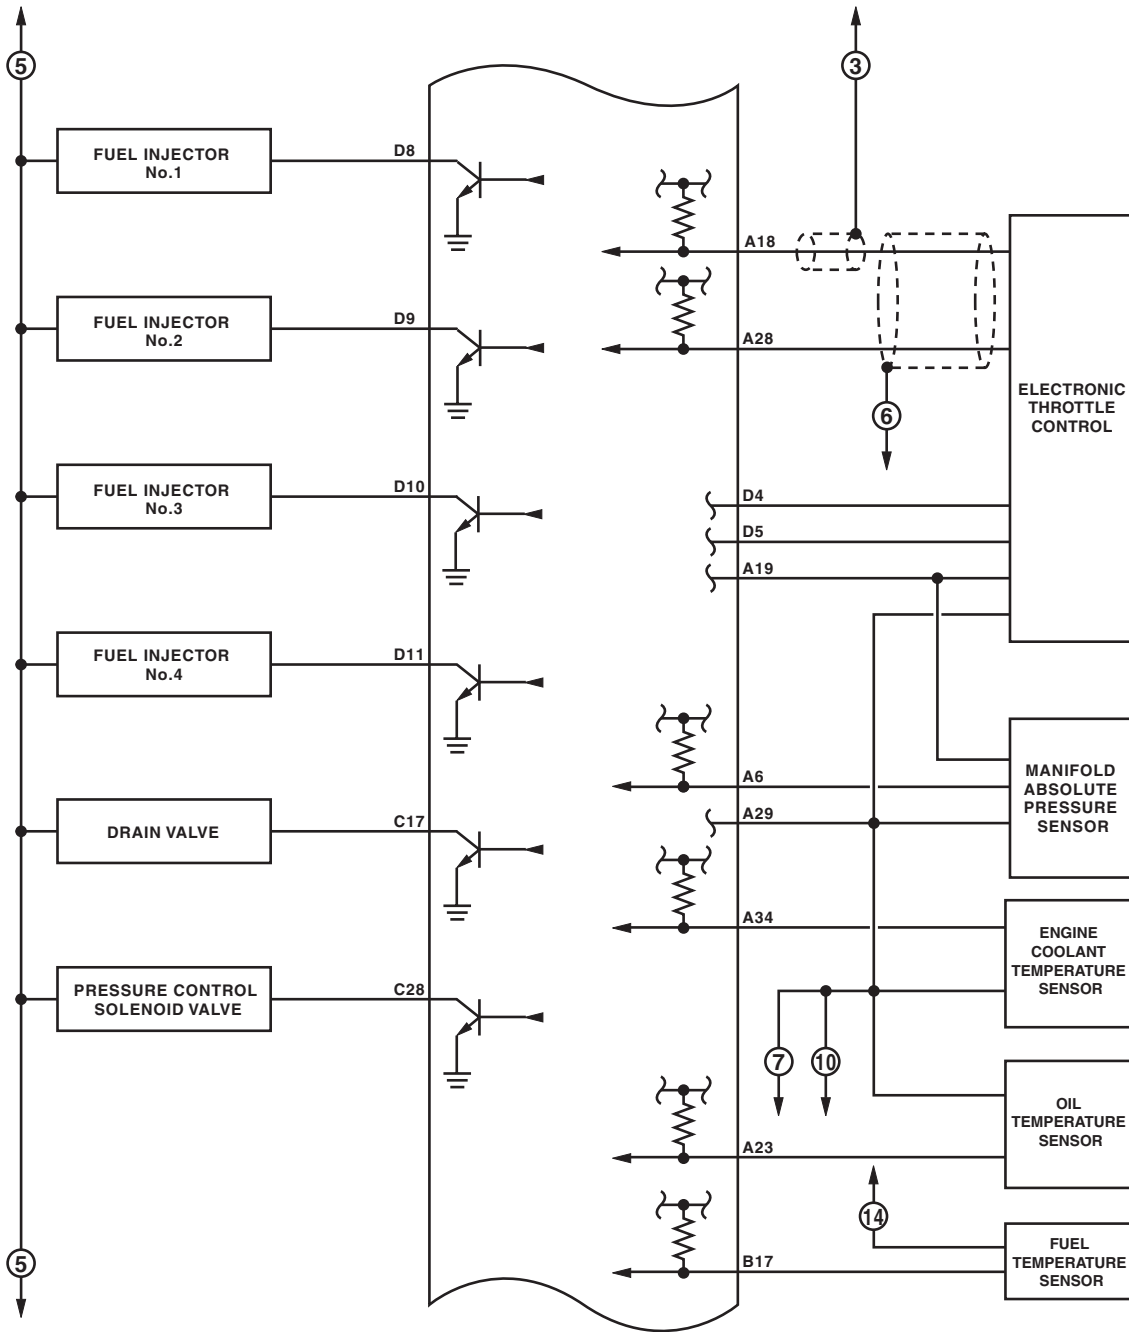 5
3
FUEL INJECTOR
No.1
D8
A18
FUEL INJECTOR
No.2
D9
A28
6
ELECTRONIC
THROTTLE
CONTROL
FUEL INJECTOR
No.3
D10
D4
D5
A19
FUEL INJECTOR
No.4
D11
A6
MANIFOLD
ABSOLUTE
PRESSURE
SENSOR
DRAIN VALVE
C17
A29
A34
ENGINE
COOLANT
TEMPERATURE
SENSOR
PRESSURE CONTROL
SOLENOID VALVE
C28
7
10
OIL
TEMPERATURE
SENSOR
A23
14
FUEL
TEMPERATURE
SENSOR
B17
5